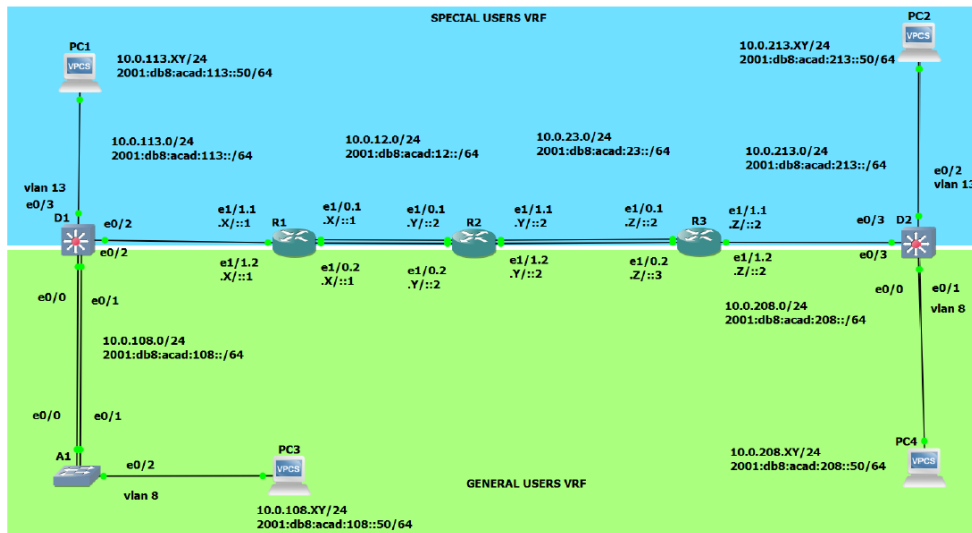 SPECIAL USERS VRF
PC1
VPCS
10.0.113.XY/24
2001:db8:acad:113::50/64
PC2
VPCS
10.0.213.XY/24
2001:db8:acad:213::50/64
10.0.113.0/24
2001:db8:acad:113::/64
10.0.12.0/24
2001:db8:acad:12::/64
10.0.23.0/24
2001:db8:acad:23::/64
10.0.213.0/24
2001:db8:acad:213::/64
e0/2
vlan 13
vlan 13
e0/3
D1
e0/2
e0/2
e1/1.1
.X/::1
R1
e1/0.1
.X/::1
e1/0.1
.Y/::2
R2
e1/1.1
.Y/::2
e1/0.1
.Z/::2
R3
e1/1.1
.Z/::2
e0/3
D2
e0/3
e1/1.2
.X/::1
e1/0.2
.X/::1
e1/0.2
.Y/::2
e1/1.2
.Y/::2
e1/0.2
.Z/::3
e1/1.2
.Z/::2
e0/0
e0/1
e0/0
e0/1
vlan 8
10.0.208.0/24
2001:db8:acad:208::/64
10.0.108.0/24
2001:db8:acad:108::/64
e0/0
e0/1
A1
e0/2
vlan 8
PC3
VPCS
10.0.108.XY/24
2001:db8:acad:108::50/64
PC4
VPCS
10.0.208.XY/24
2001:db8:acad:208::50/64
GENERAL USERS VRF